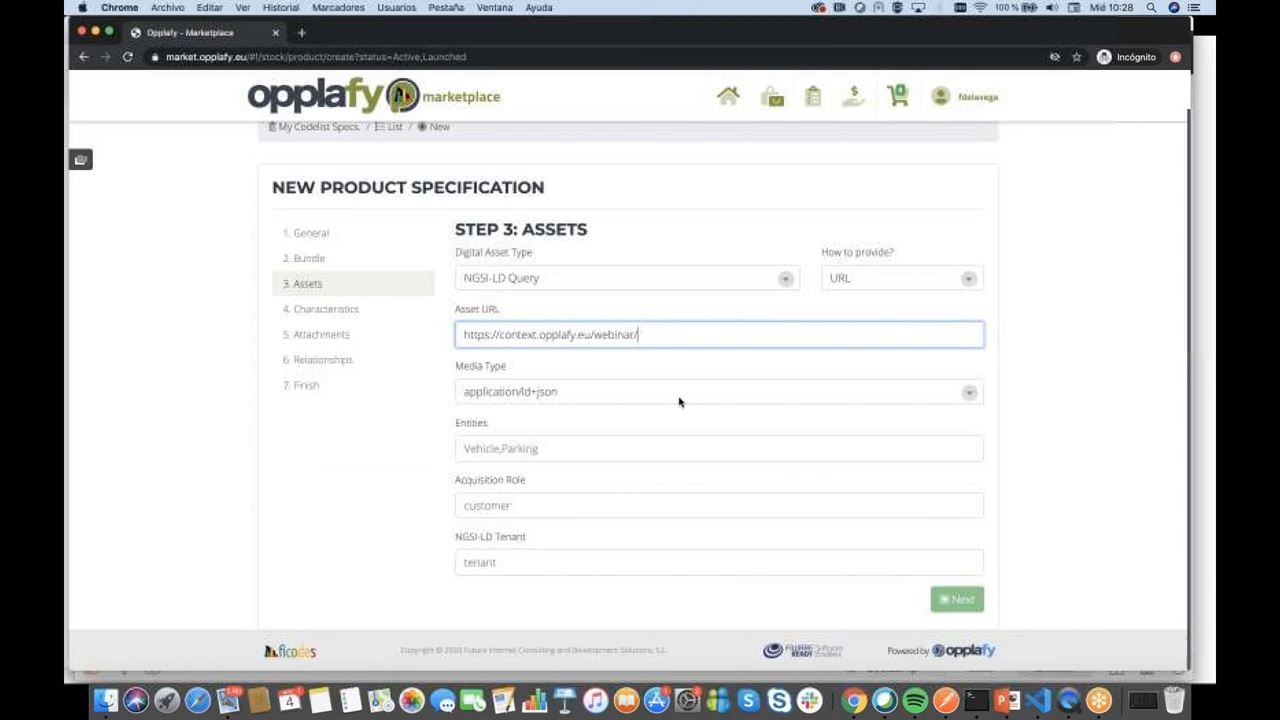 Chrome Archivo Editar Ver Historial Marcadores Usuarios Pestaña Ventana Ayuda 100 % Mié 10:28
Opplafy - Marketplace
market.opplafy.eu/#!/stock/product/create?status=Active,Launched Incógnito
opplafy marketplace fdelavega
My Codelist Specs. / List / New
NEW PRODUCT SPECIFICATION
1. General
2. Bundle
3. Assets
4. Characteristics
5. Attachments
6. Relationships
7. Finish
STEP 3: ASSETS
Digital Asset Type How to provide?
NGSI-LD Query URL
Asset URL
https://context.opplafy.eu/webinar/
Media Type
application/ld+json
Entities
Vehicle,Parking
Acquisition Role
customer
NGSI-LD Tenant
tenant
Next
ficodes Copyright © 2020 Future Internet Consulting and Development Solutions, S.L. FIWARE READY Powered by opplafy